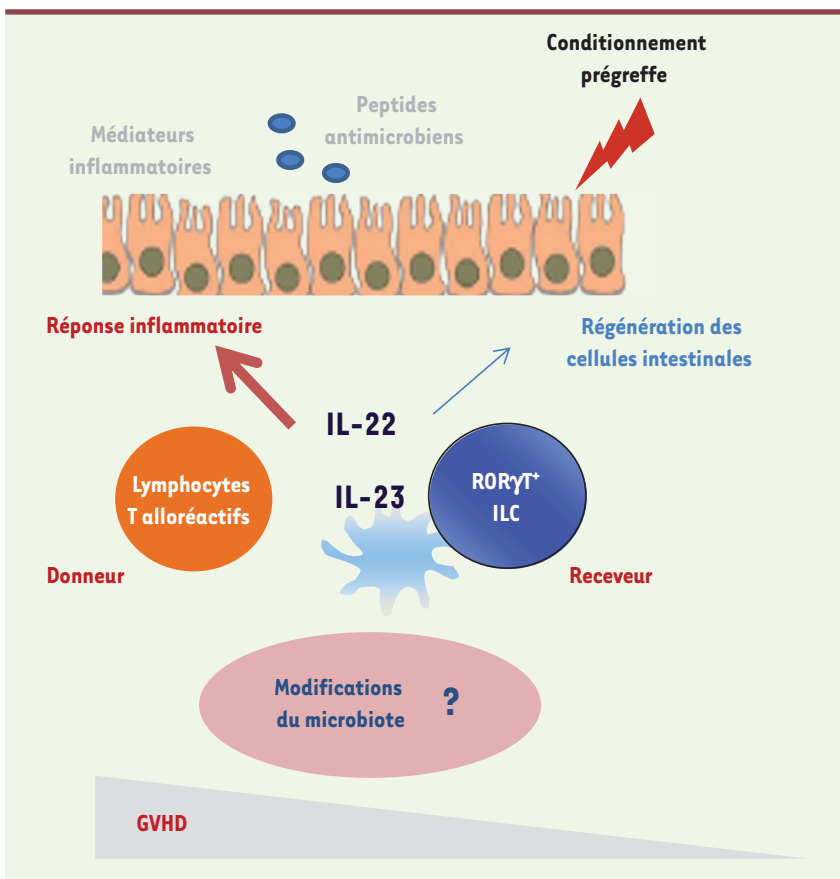 Conditionnement
prégreffe
Peptides
antimicrobiens
Médiateurs
inflammatoires
Réponse inflammatoire
Régénération des
cellules intestinales
IL-22
IL-23
Lymphocytes
T alloréactifs
RORγT⁺
ILC
Donneur
Receveur
Modifications
du microbiote
?
GVHD